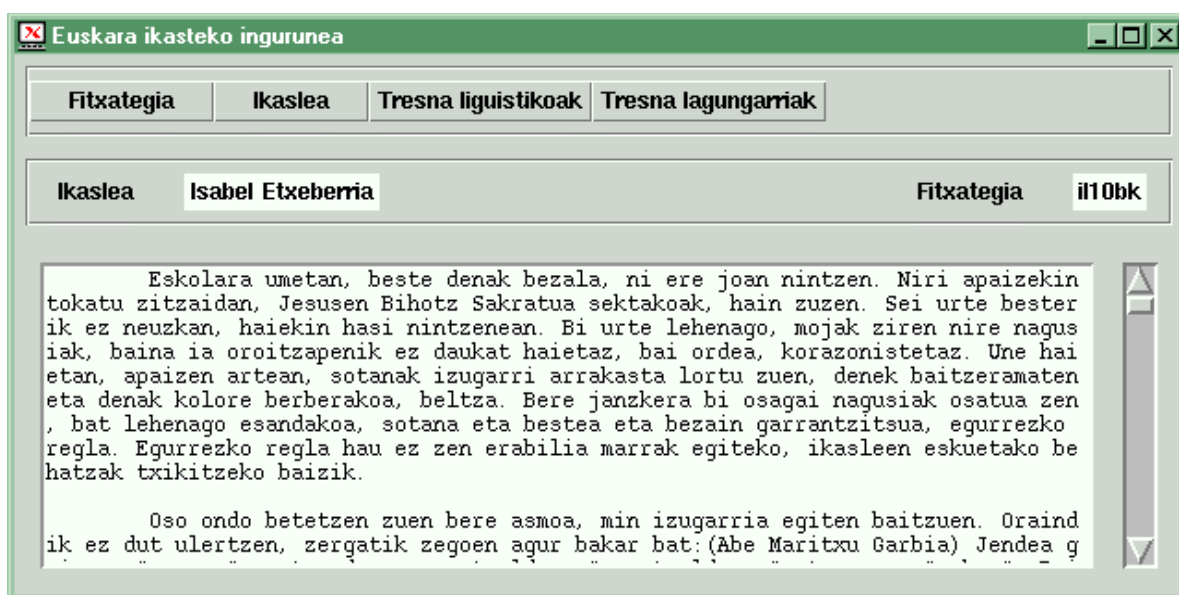 Euskara ikasteko ingurunea
Fitxategia Ikaslea Tresna liguistikoak Tresna lagungarriak
Ikaslea Isabel Etxeberria Fitxategia il10bk
Eskolara umetan, beste denak bezala, ni ere joan nintzen. Niri apaizekin
tokatu zitzaidan, Jesusen Bihotz Sakratua sektakoak, hain zuzen. Sei urte bester
ik ez neuzkan, haiekin hasi nintzenean. Bi urte lehenago, mojak ziren nire nagus
iak, baina ia oroitzapenik ez daukat haietaz, bai ordea, korazonistetaz. Une hai
etan, apaizen artean, sotanak izugarri arrakasta lortu zuen, denek baitzeramaten
eta denak kolore berberakoa, beltza. Bere janzkera bi osagai nagusiak osatua zen
, bat lehenago esandakoa, sotana eta bestea eta bezain garrantzitsua, egurrezko
regla. Egurrezko regla hau ez zen erabilia marrak egiteko, ikasleen eskuetako be
hatzak txikitzeko baizik.
Oso ondo betetzen zuen bere asmoa, min izugarria egiten baitzuen. Oraind
ik ez dut ulertzen, zergatik zegoen agur bakar bat:(Abe Maritxu Garbia) Jendea g